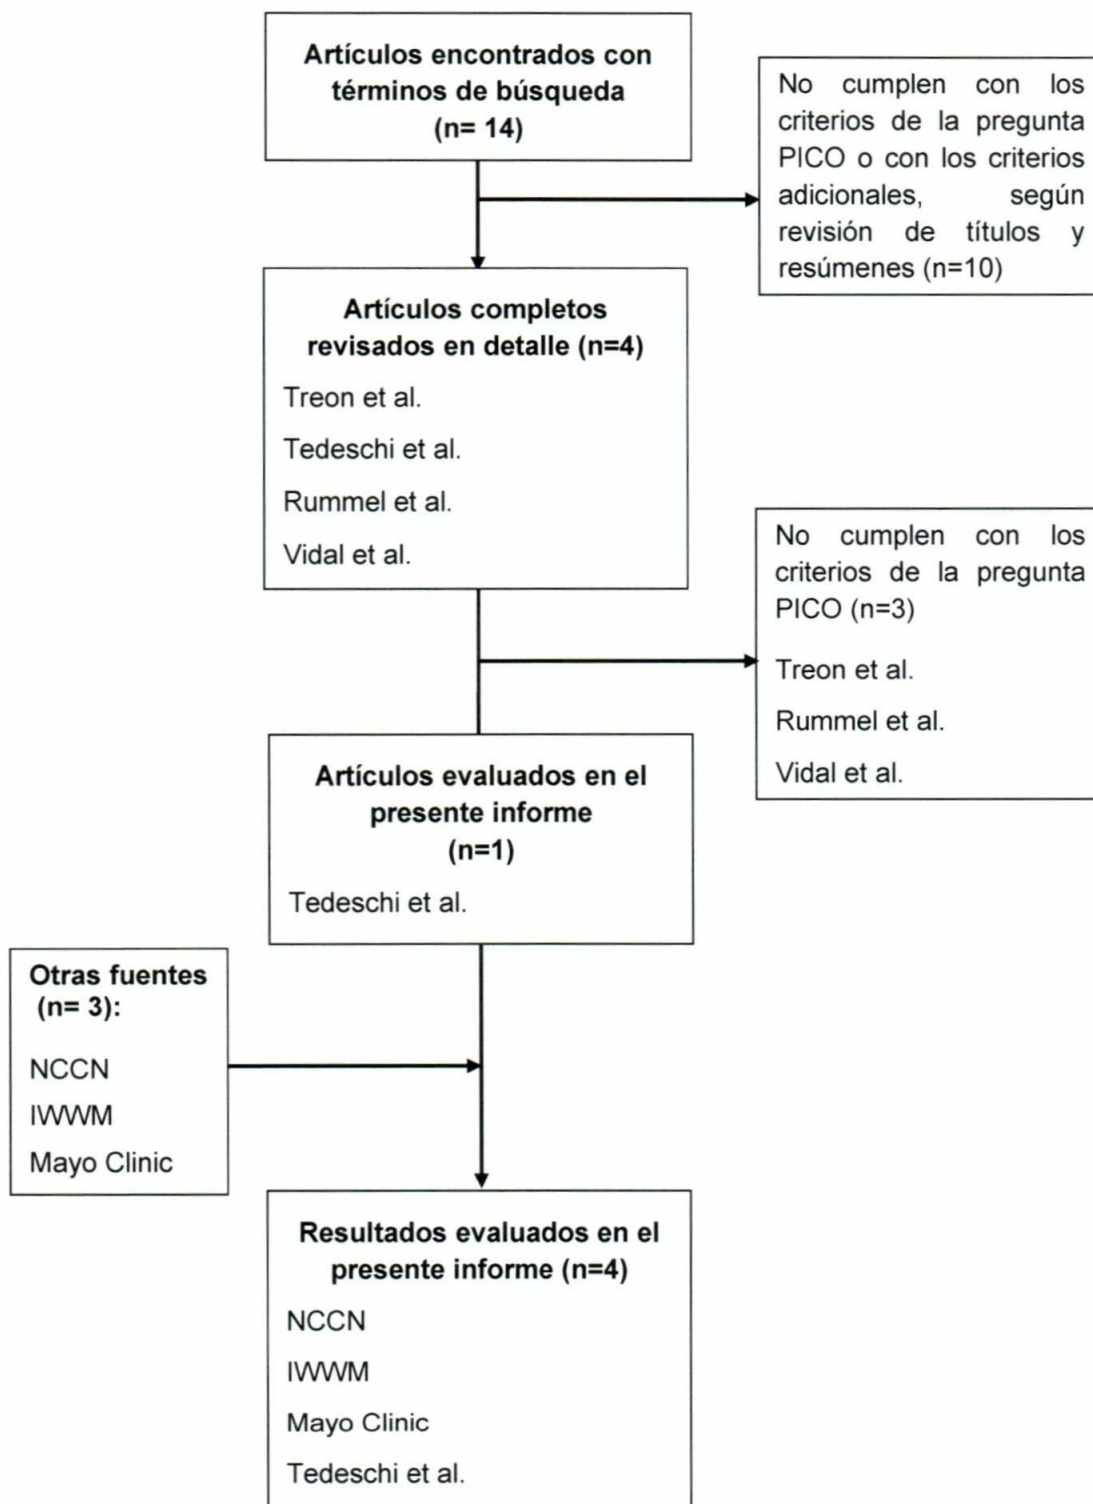 Artículos encontrados con
términos de búsqueda
(n= 14)
No cumplen con los
criterios de la pregunta
PICO o con los criterios
adicionales, según
revisión de títulos y
resúmenes (n=10)
Artículos completos
revisados en detalle (n=4)
Treon et al.
Tedeschi et al.
Rummel et al.
Vidal et al.
No cumplen con los
criterios de la pregunta
PICO (n=3)
Treon et al.
Rummel et al.
Vidal et al.
Artículos evaluados en el
presente informe
(n=1)
Tedeschi et al.
Otras fuentes
(n= 3):
NCCN
IWWM
Mayo Clinic
Resultados evaluados en el
presente informe (n=4)
NCCN
IWWM
Mayo Clinic
Tedeschi et al.